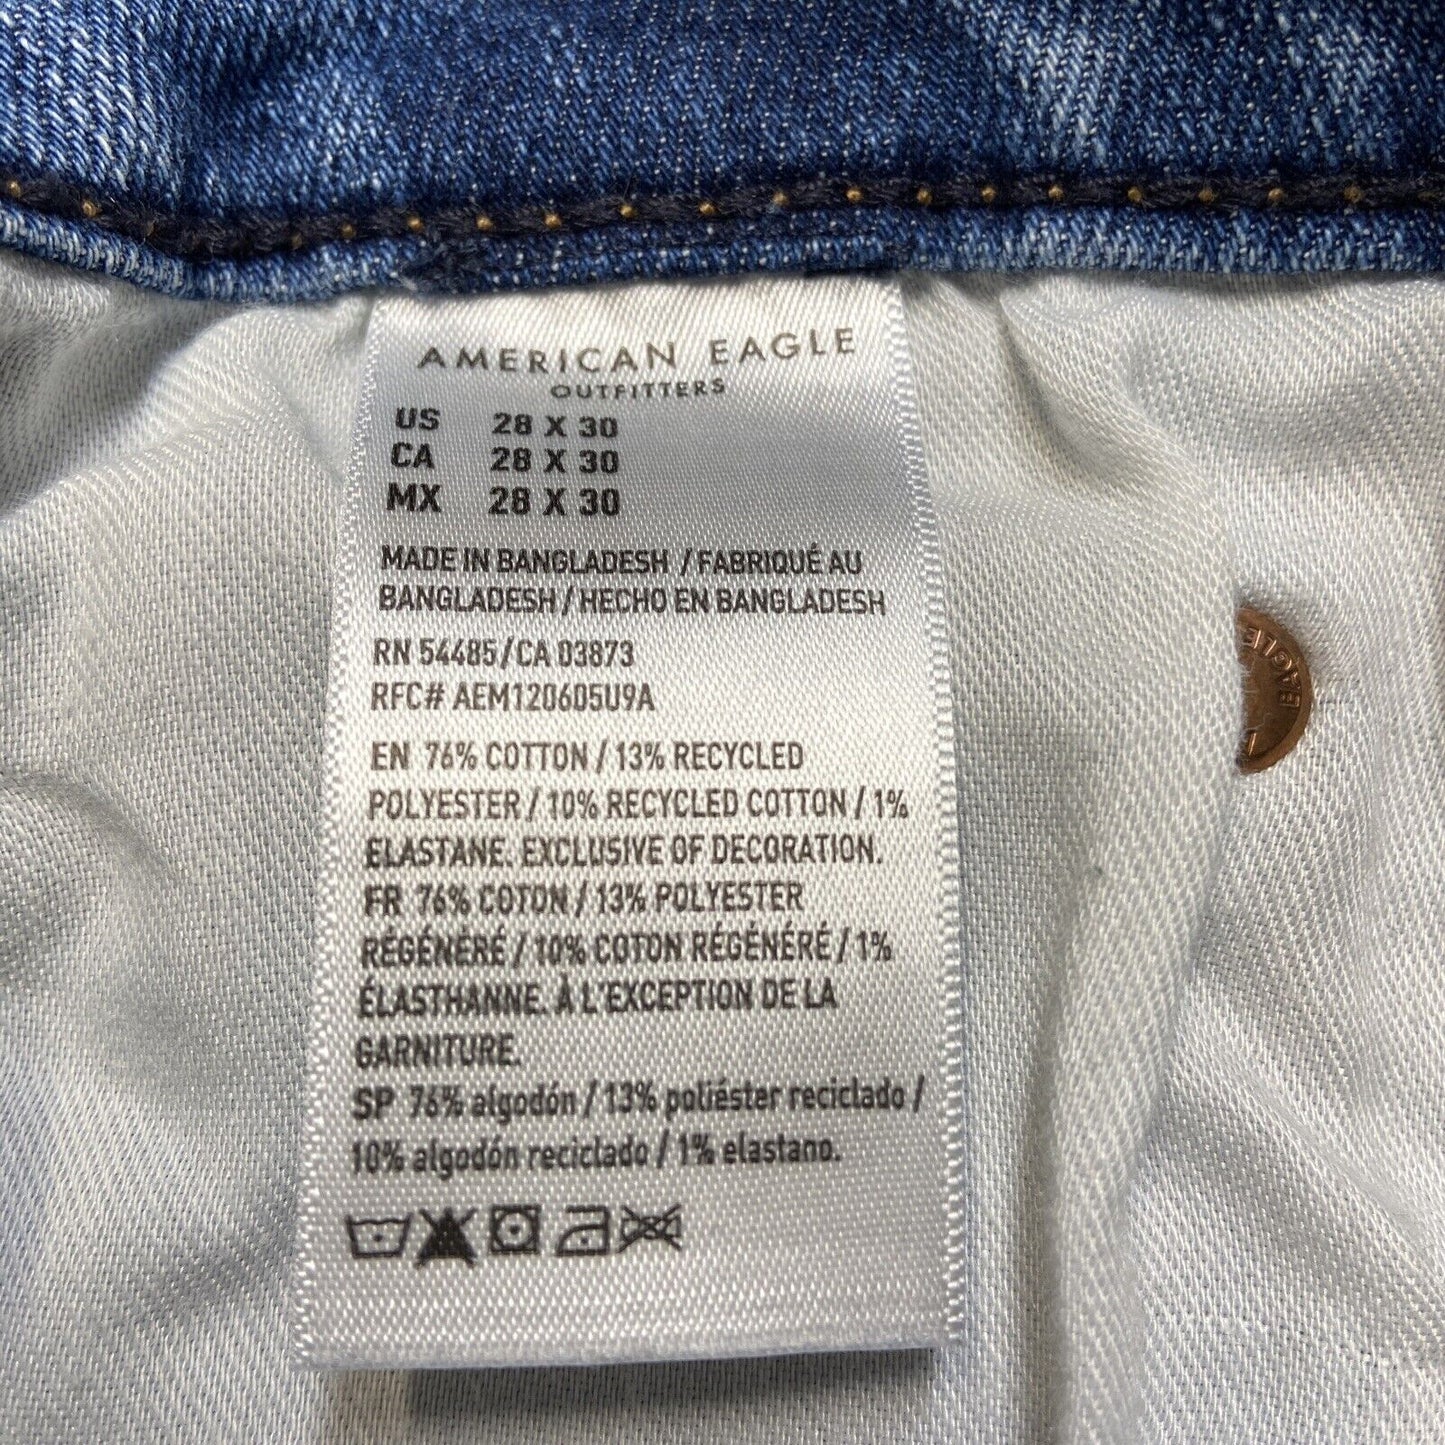 AMERICAN EAGLE
OUTFITTERS
US 28 X 30
CA 28 X 30
MX 28 X 30
MADE IN BANGLADESH / FABRIQUÉ AU
BANGLADESH / HECHO EN BANGLADESH
RN 54485/CA 03873
RFC# AEM120605U9A
EN 76% COTTON / 13% RECYCLED
POLYESTER / 10% RECYCLED COTTON / 1%
ELASTANE. EXCLUSIVE OF DECORATION.
FR 76% COTON / 13% POLYESTER
RÉGÉNÉRÉ / 10% COTON RÉGÉNÉRÉ / 1%
ÉLASTHANNE. À L'EXCEPTION DE LA
GARNITURE.
SP 76% algodón / 13% poliéster reciclado /
10% algodón reciclado / 1% elastano.
EAGLE